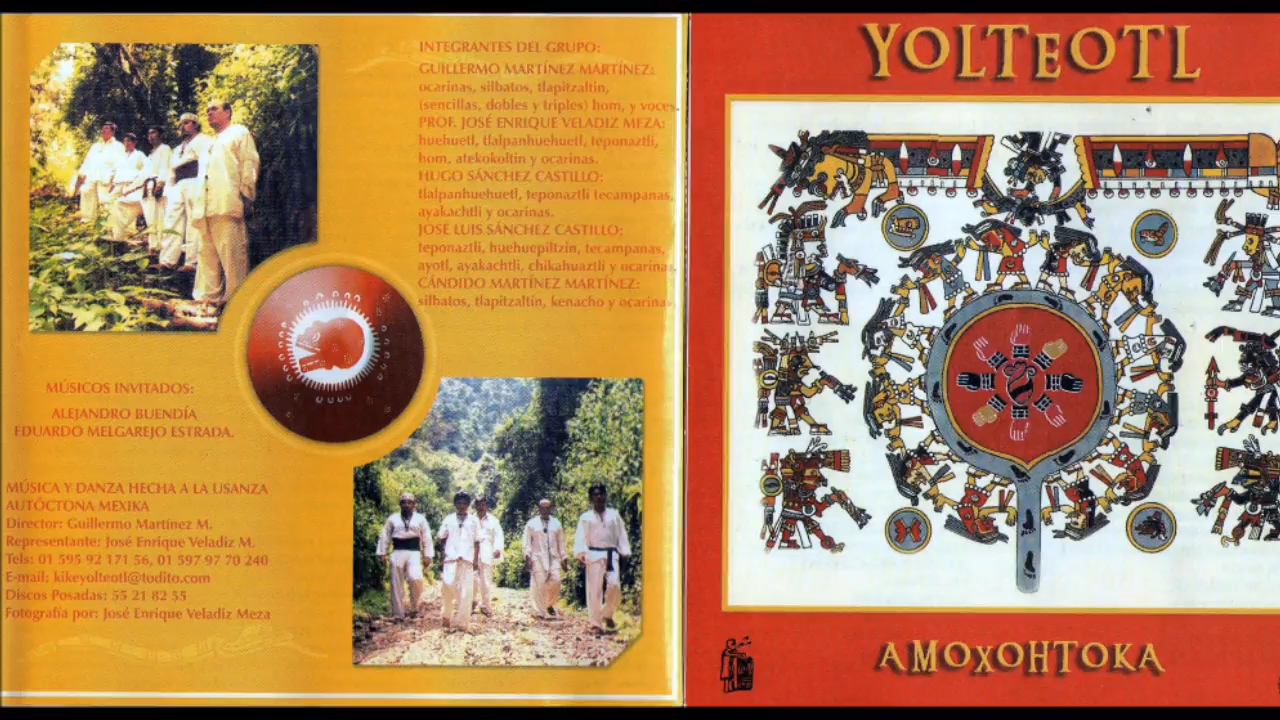 INTEGRANTES DEL GRUPO:
GUILLERMO MARTÍNEZ MÁRTÍNEZ:
ocarinas, silbatos, tlapitzaltin,
(sencillas, dobles y triples) hom, y voces.
PROF. JOSÉ ENRIQUE VELADIZ MEZA:
huehuetl, tlalpanhuehuetl, teponaztli,
hom, atekokoltin y ocarinas.
HUGO SÁNCHEZ CASTILLO:
tlalpanhuehuetl, teponaztli tecampanas,
ayakachtli y ocarinas.
JOSÉ LUIS SÁNCHEZ CASTILLO:
teponaztli, huehuepiltzin, tecampanas,
ayotl, ayakachtli, chikahuaztli y ocarinas.
CÁNDIDO MARTÍNEZ MARTÍNEZ:
silbatos, tlapitzaltin, kenacho y ocarinas.
MÚSICOS INVITADOS:
ALEJANDRO BUENDÍA
EDUARDO MELGAREJO ESTRADA.
MÚSICA Y DANZA HECHA A LA USANZA
AUTÓCTONA MEXIKA
Director: Guillermo Martínez M.
Representante: José Enrique Veladiz M.
Tels: 01 595 92 171 56, 01 597 97 70 240
E-mail: kikeyolteotl@todito.com
Discos Posadas: 55 21 82 55
Fotografía por: José Enrique Veladiz Meza
YOLTEOTL
AMOXOHTOKA